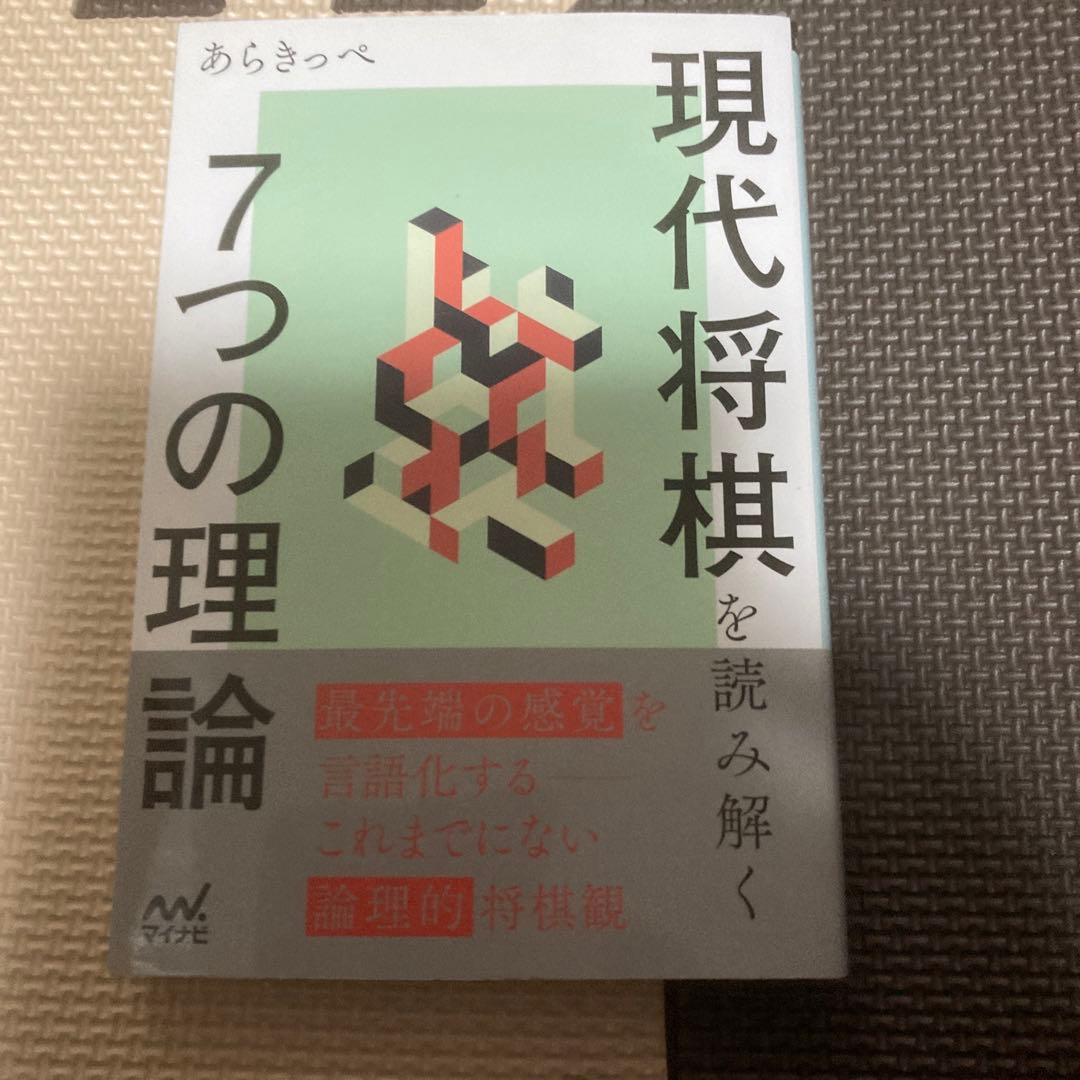 あらきっぺ
現代将棋を読み解く
7つの理論
最先端の感覚を
言語化する――
これまでにない
論理的将棋観
マイナビ